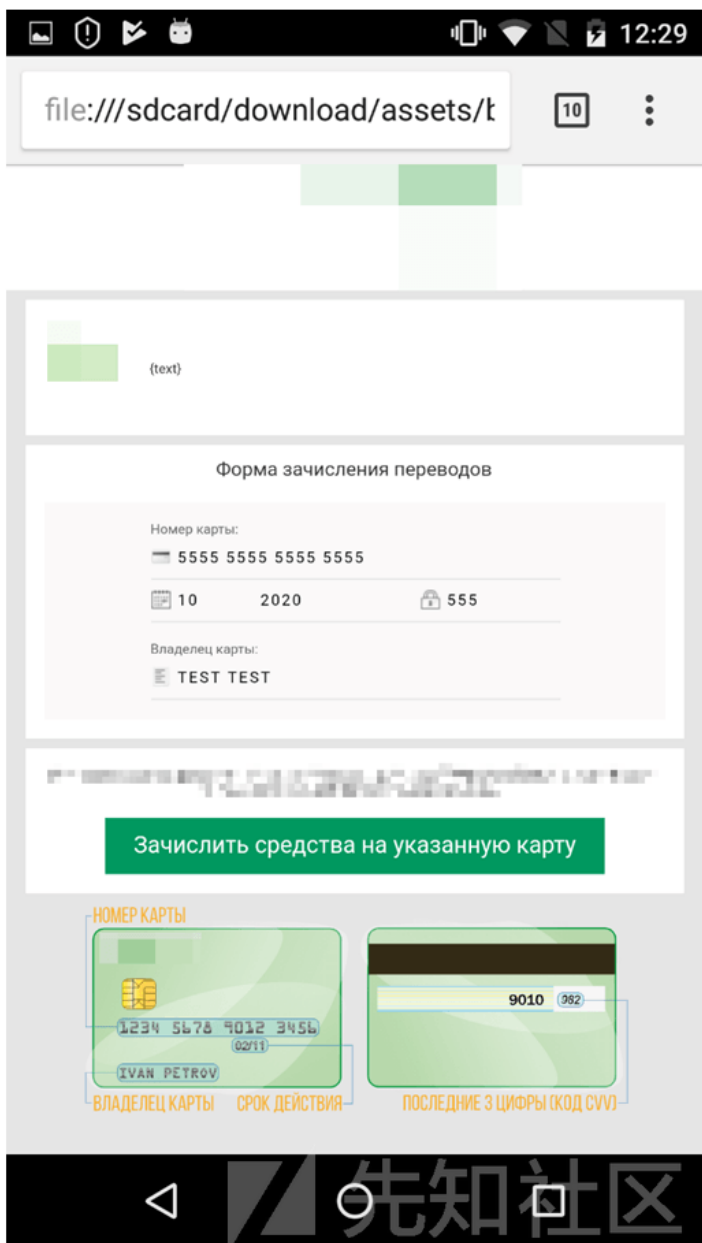 12:29
file:///sdcard/download/assets/b
10
{text}
Форма зачисления переводов
Номер карты:
5555 5555 5555 5555
10 2020 555
Владелец карты:
TEST TEST
Зачислить средства на указанную карту
НОМЕР КАРТЫ
9010 082
1234 5678 9012 3456
02/11
IVAN PETROV
ВЛАДЕЛЕЦ КАРТЫ СРОК ДЕЙСТВИЯ ПОСЛЕДНИЕ 3 ЦИФРЫ (КОД CVV)
先知社区